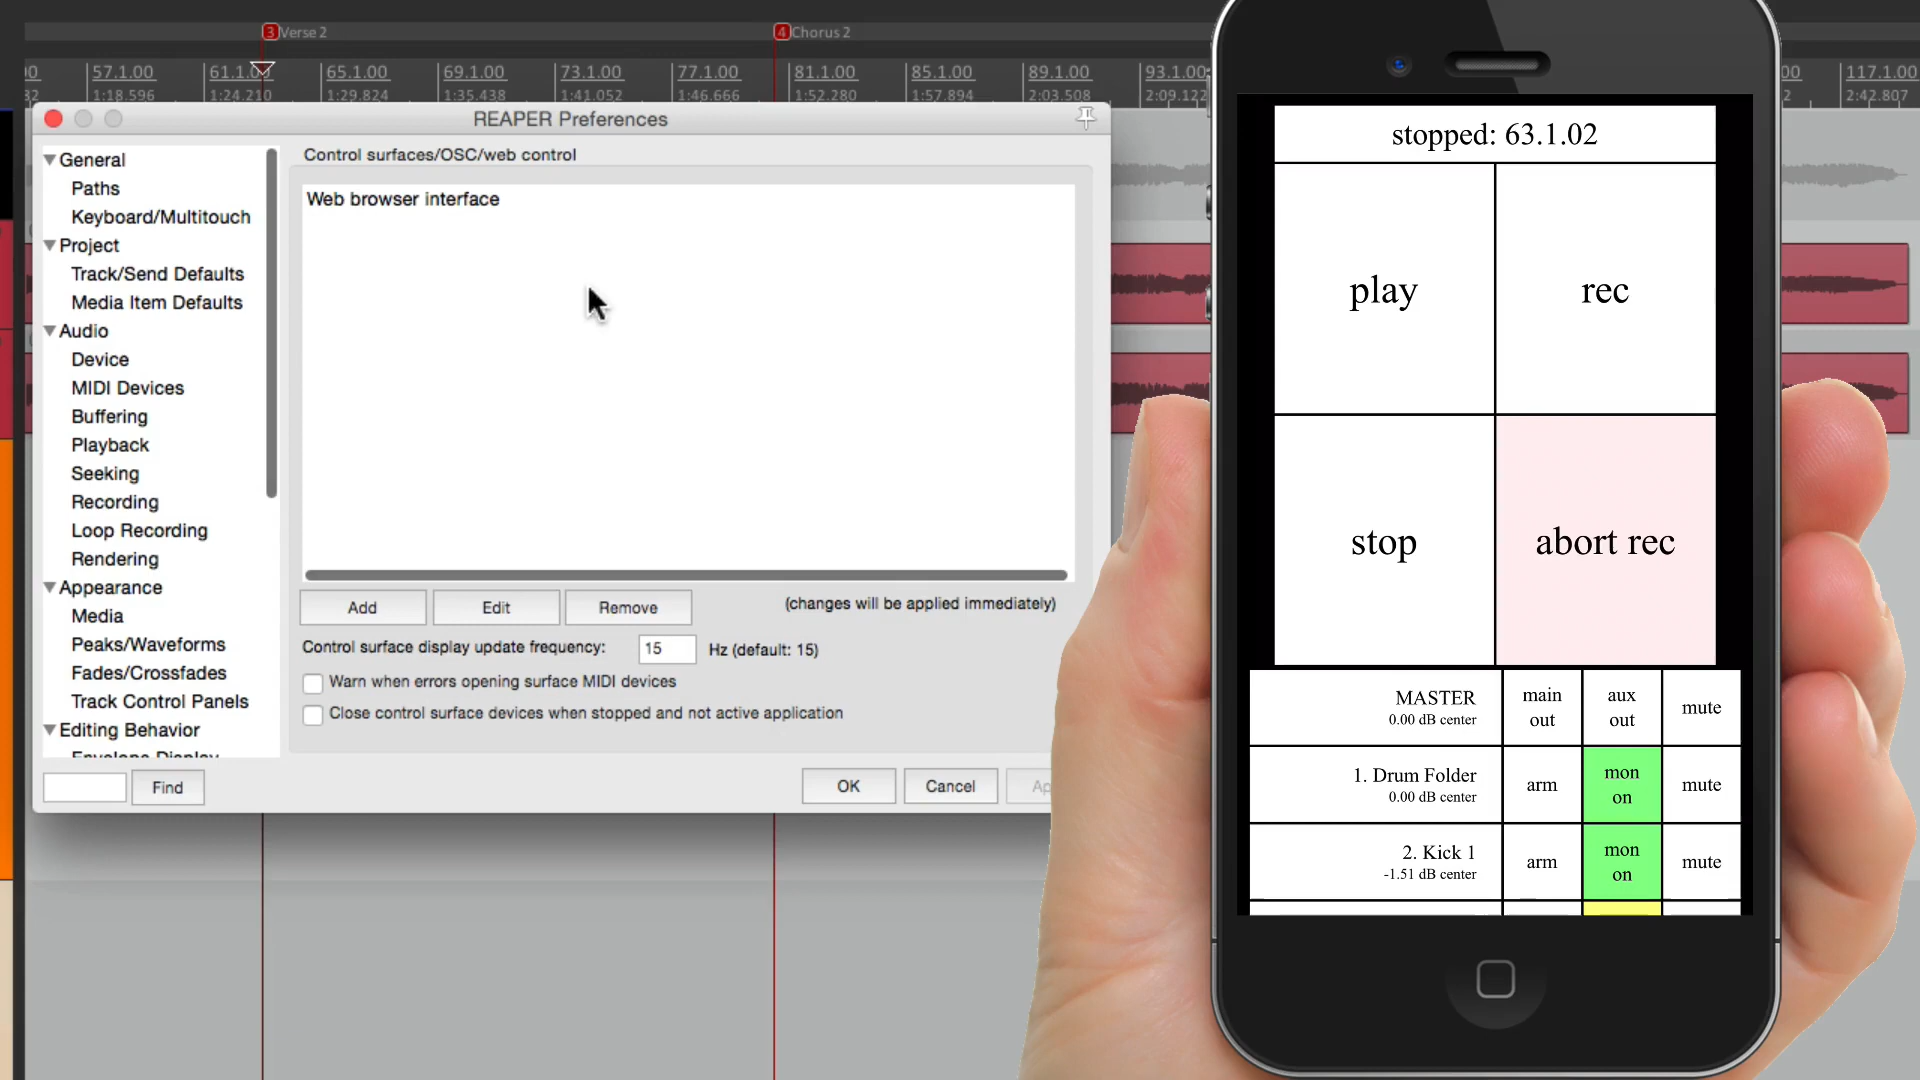 3 Verse 2
4 Chorus 2
57.1.00
61.1.00
65.1.00
69.1.00
73.1.00
77.1.00
81.1.00
85.1.00
89.1.00
93.1.00
117.1.00
1:18.596
1:24.210
1:29.824
1:35.438
1:41.052
1:46.666
1:52.280
1:57.894
2:03.508
2:09.122
2:42.807
REAPER Preferences
General
Paths
Keyboard/Multitouch
Project
Track/Send Defaults
Media Item Defaults
Audio
Device
MIDI Devices
Buffering
Playback
Seeking
Recording
Loop Recording
Rendering
Appearance
Media
Peaks/Waveforms
Fades/Crossfades
Track Control Panels
Editing Behavior
Envelope Display
Find
Control surfaces/OSC/web control
Web browser interface
Add
Edit
Remove
(changes will be applied immediately)
Control surface display update frequency:
15
Hz (default: 15)
Warn when errors opening surface MIDI devices
Close control surface devices when stopped and not active application
OK
Cancel
stopped: 63.1.02
play
rec
stop
abort rec
MASTER
0.00 dB center
main
out
aux
out
mute
1. Drum Folder
0.00 dB center
arm
mon
on
mute
2. Kick 1
-1.51 dB center
arm
mon
on
mute